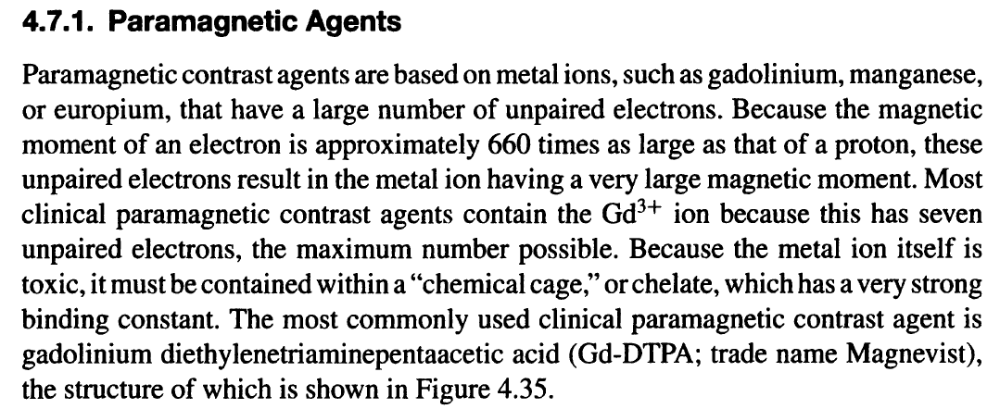 4.7.1. Paramagnetic Agents
Paramagnetic contrast agents are based on metal ions, such as gadolinium, manganese,
or europium, that have a large number of unpaired electrons. Because the magnetic
moment of an electron is approximately 660 times as large as that of a proton, these
unpaired electrons result in the metal ion having a very large magnetic moment. Most
clinical paramagnetic contrast agents contain the Gd³⁺ ion because this has seven
unpaired electrons, the maximum number possible. Because the metal ion itself is
toxic, it must be contained within a “chemical cage,” or chelate, which has a very strong
binding constant. The most commonly used clinical paramagnetic contrast agent is
gadolinium diethylenetriaminepentaacetic acid (Gd-DTPA; trade name Magnevist),
the structure of which is shown in Figure 4.35.